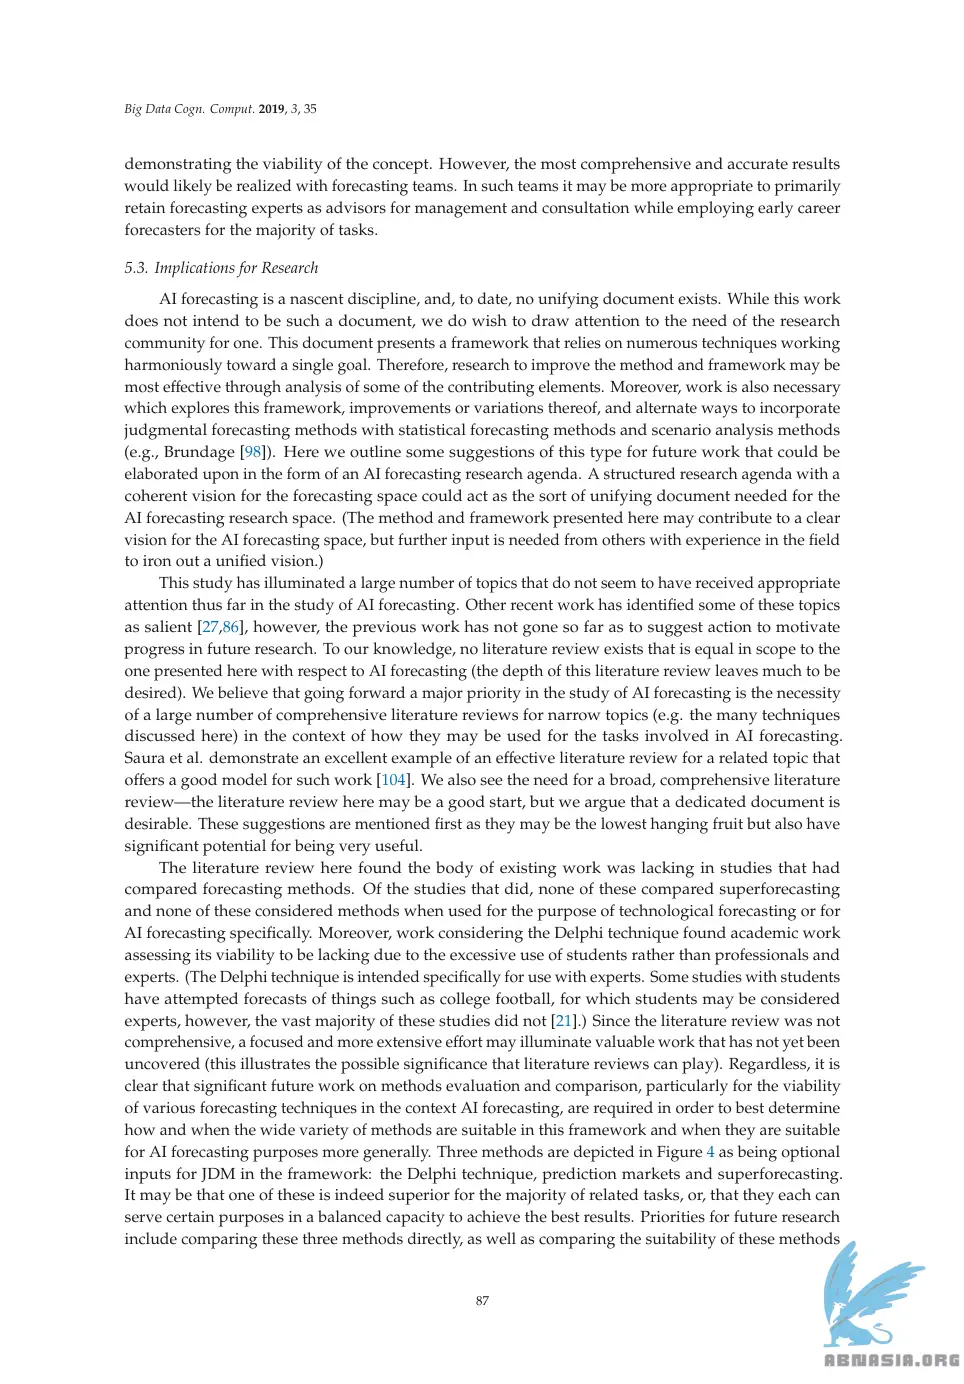 Big Data Cogn. Comput. 2019, 3, 35
demonstrating the viability of the concept. However, the most comprehensive and accurate results
would likely be realized with forecasting teams. In such teams it may be more appropriate to primarily
retain forecasting experts as advisors for management and consultation while employing early career
forecasters for the majority of tasks.
5.3. Implications for Research
AI forecasting is a nascent discipline, and, to date, no unifying document exists. While this work
does not intend to be such a document, we do wish to draw attention to the need of the research
community for one. This document presents a framework that relies on numerous techniques working
harmoniously toward a single goal. Therefore, research to improve the method and framework may be
most effective through analysis of some of the contributing elements. Moreover, work is also necessary
which explores this framework, improvements or variations thereof, and alternate ways to incorporate
judgmental forecasting methods with statistical forecasting methods and scenario analysis methods
(e.g., Brundage [98]). Here we outline some suggestions of this type for future work that could be
elaborated upon in the form of an AI forecasting research agenda. A structured research agenda with a
coherent vision for the forecasting space could act as the sort of unifying document needed for the
AI forecasting research space. (The method and framework presented here may contribute to a clear
vision for the AI forecasting space, but further input is needed from others with experience in the field
to iron out a unified vision.)
This study has illuminated a large number of topics that do not seem to have received appropriate
attention thus far in the study of AI forecasting. Other recent work has identified some of these topics
as salient [27,86], however, the previous work has not gone so far as to suggest action to motivate
progress in future research. To our knowledge, no literature review exists that is equal in scope to the
one presented here with respect to AI forecasting (the depth of this literature review leaves much to be
desired). We believe that going forward a major priority in the study of AI forecasting is the necessity
of a large number of comprehensive literature reviews for narrow topics (e.g. the many techniques
discussed here) in the context of how they may be used for the tasks involved in AI forecasting.
Saura et al. demonstrate an excellent example of an effective literature review for a related topic that
offers a good model for such work [104]. We also see the need for a broad, comprehensive literature
review—the literature review here may be a good start, but we argue that a dedicated document is
desirable. These suggestions are mentioned first as they may be the lowest hanging fruit but also have
significant potential for being very useful.
The literature review here found the body of existing work was lacking in studies that had
compared forecasting methods. Of the studies that did, none of these compared superforecasting
and none of these considered methods when used for the purpose of technological forecasting or for
AI forecasting specifically. Moreover, work considering the Delphi technique found academic work
assessing its viability to be lacking due to the excessive use of students rather than professionals and
experts. (The Delphi technique is intended specifically for use with experts. Some studies with students
have attempted forecasts of things such as college football, for which students may be considered
experts, however, the vast majority of these studies did not [21].) Since the literature review was not
comprehensive, a focused and more extensive effort may illuminate valuable work that has not yet been
uncovered (this illustrates the possible significance that literature reviews can play). Regardless, it is
clear that significant future work on methods evaluation and comparison, particularly for the viability
of various forecasting techniques in the context AI forecasting, are required in order to best determine
how and when the wide variety of methods are suitable in this framework and when they are suitable
for AI forecasting purposes more generally. Three methods are depicted in Figure 4 as being optional
inputs for JDM in the framework: the Delphi technique, prediction markets and superforecasting.
It may be that one of these is indeed superior for the majority of related tasks, or, that they each can
serve certain purposes in a balanced capacity to achieve the best results. Priorities for future research
include comparing these three methods directly, as well as comparing the suitability of these methods
87
ABNASIA.ORG